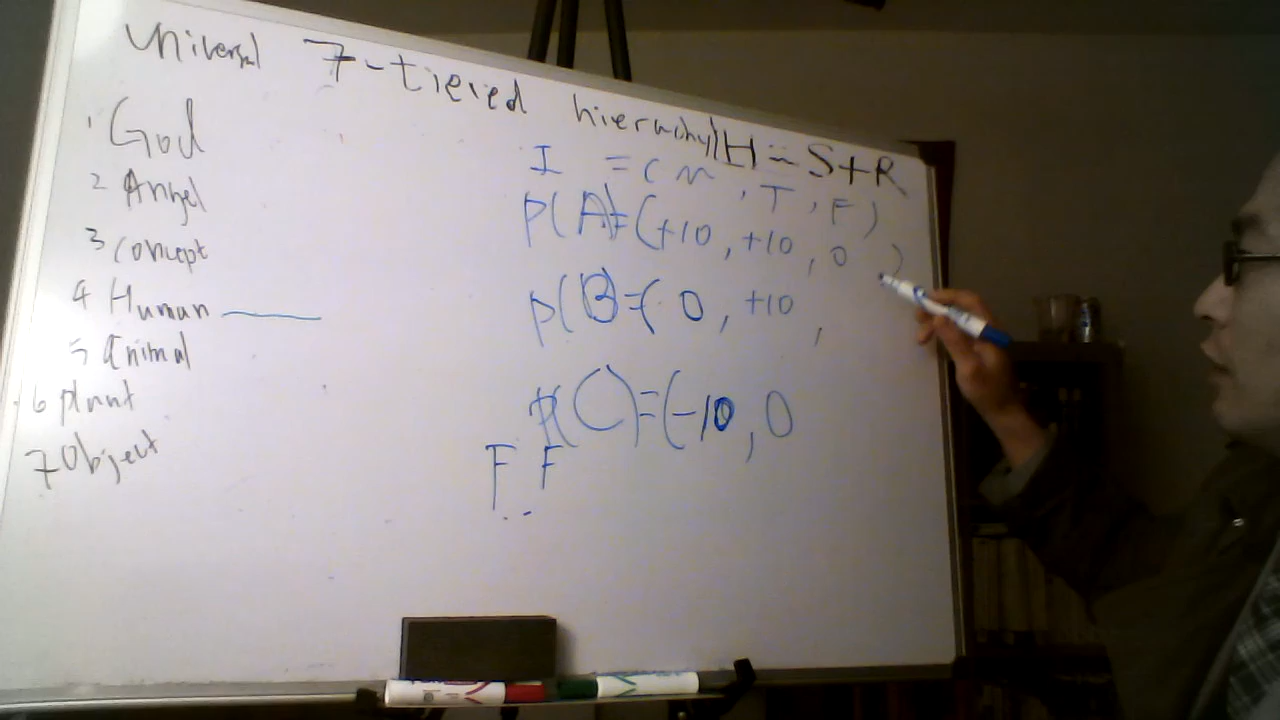 Universal 7-tiered hierachy H = S+R
1 God
2 Angel
3 concept
4 Human
5 Animal
6 plant
7 Object
I = (m, T, F)
P(A)=(+10, +10, 0 )
P(B=( 0, +10,
P(C)=(-10, 0
F F